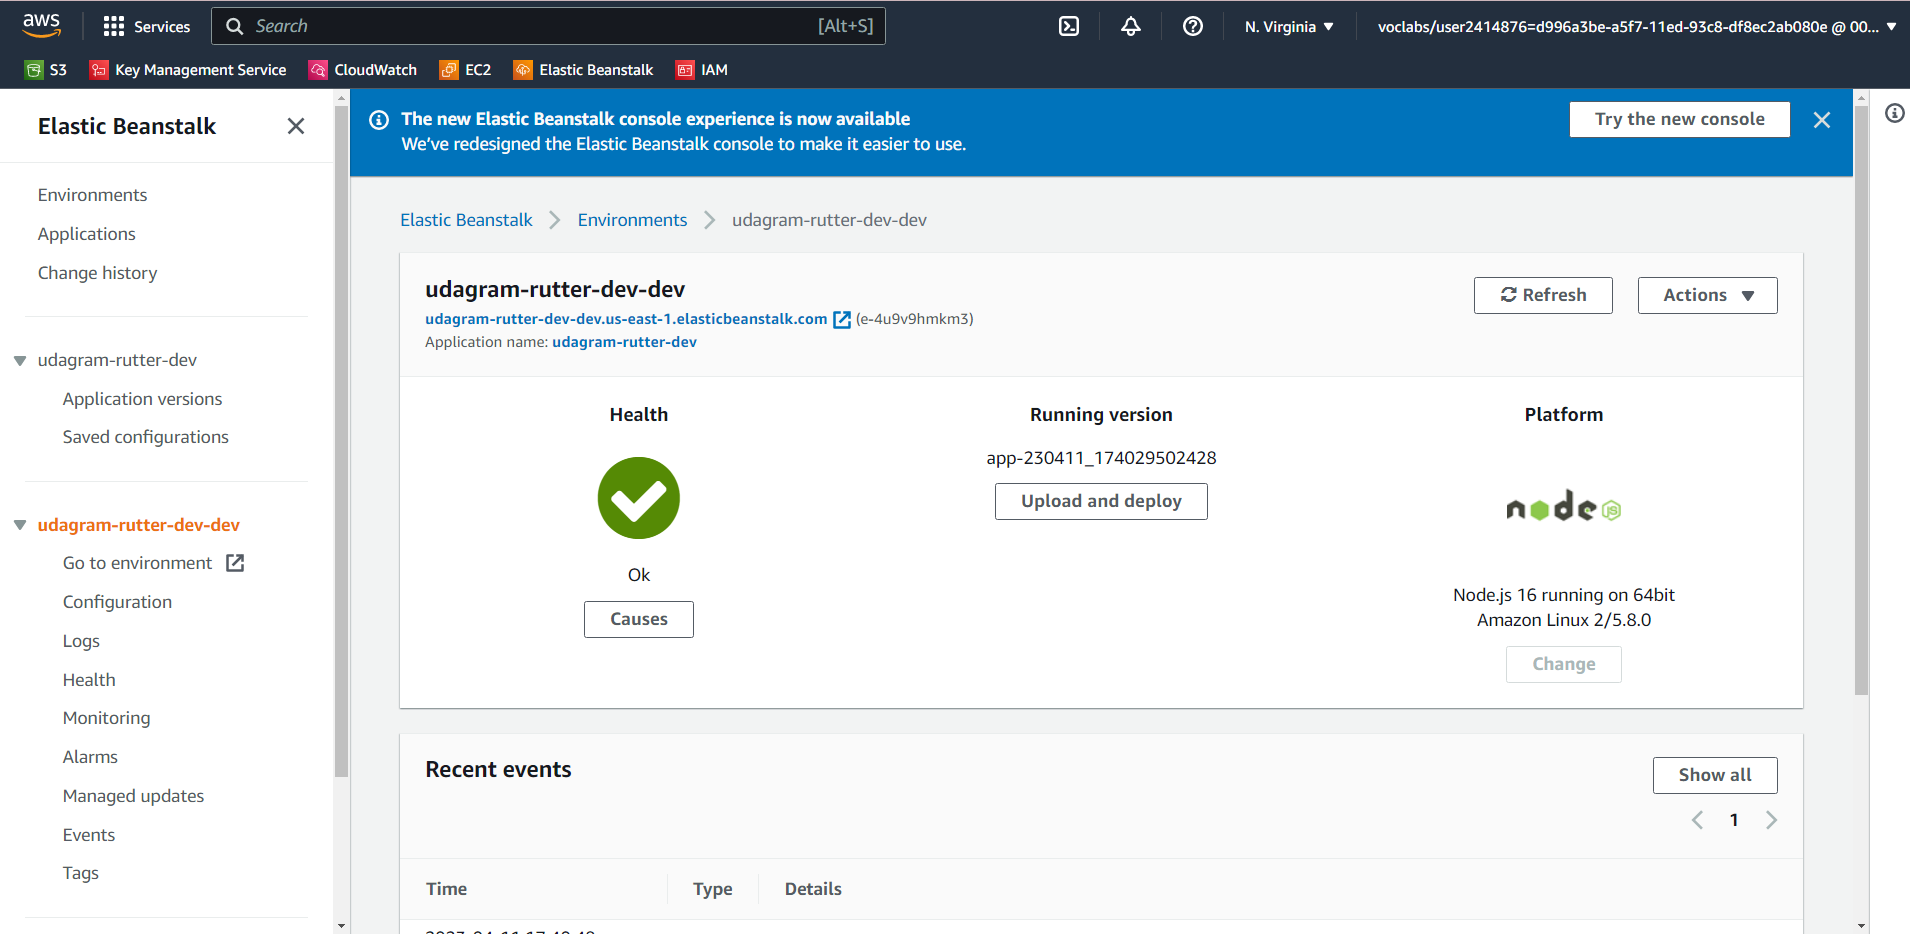 aws
Services
Search
[Alt+S]
N. Virginia
voclabs/user2414876=d996a3be-a5f7-11ed-93c8-df8ec2ab080e @ 00...
S3
Key Management Service
CloudWatch
EC2
Elastic Beanstalk
IAM
Elastic Beanstalk
Environments
Applications
Change history
udagram-rutter-dev
Application versions
Saved configurations
udagram-rutter-dev-dev
Go to environment
Configuration
Logs
Health
Monitoring
Alarms
Managed updates
Events
Tags
The new Elastic Beanstalk console experience is now available
We've redesigned the Elastic Beanstalk console to make it easier to use.
Try the new console
Elastic Beanstalk
Environments
udagram-rutter-dev-dev
udagram-rutter-dev-dev
udagram-rutter-dev-dev.us-east-1.elasticbeanstalk.com (e-4u9v9hmkm3)
Application name: udagram-rutter-dev
Refresh
Actions
Health
Ok
Causes
Running version
app-230411_174029502428
Upload and deploy
Platform
node JS
Node.js 16 running on 64bit
Amazon Linux 2/5.8.0
Change
Recent events
Show all
1
Time
Type
Details